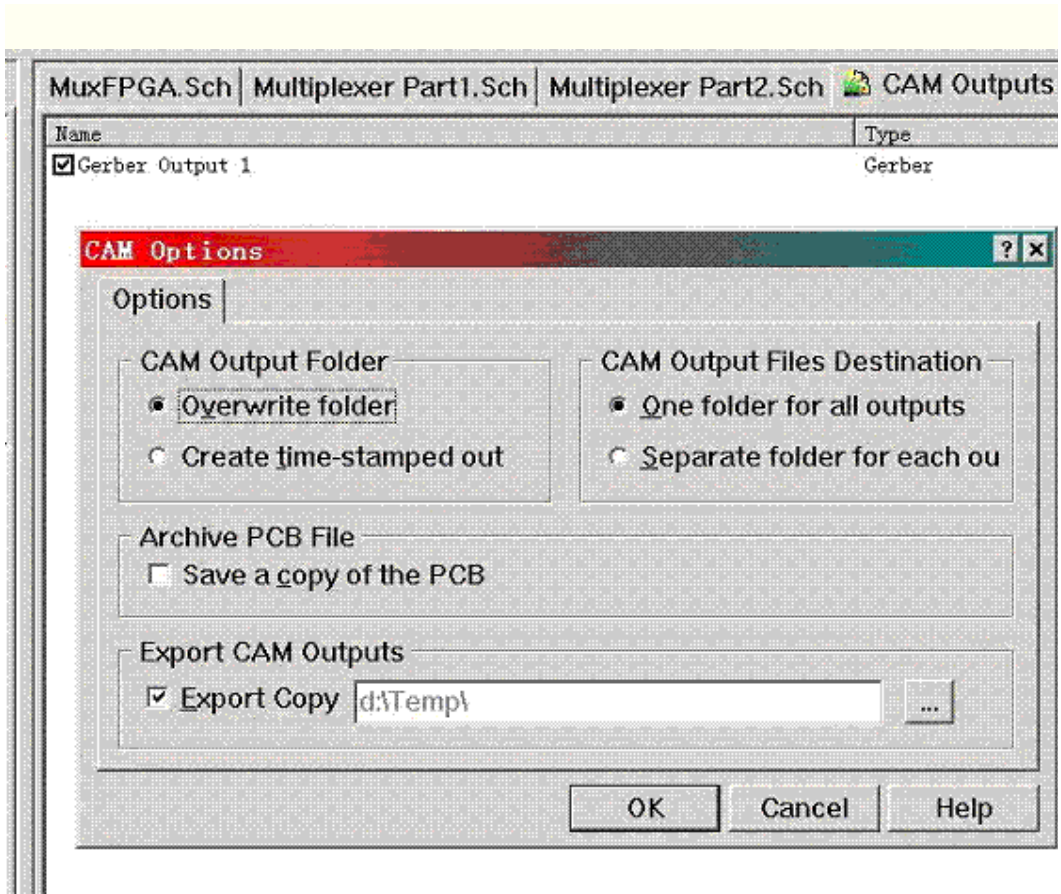 MuxFPGA.Sch Multiplexer Part1.Sch Multiplexer Part2.Sch CAM Outputs
Name Type
Gerber Output 1 Gerber
CAM Options
Options
CAM Output Folder
Overwrite folder
Create time-stamped out
CAM Output Files Destination
One folder for all outputs
Separate folder for each ou
Archive PCB File
Save a copy of the PCB
Export CAM Outputs
Export Copy d:\Temp\ ...
OK Cancel Help